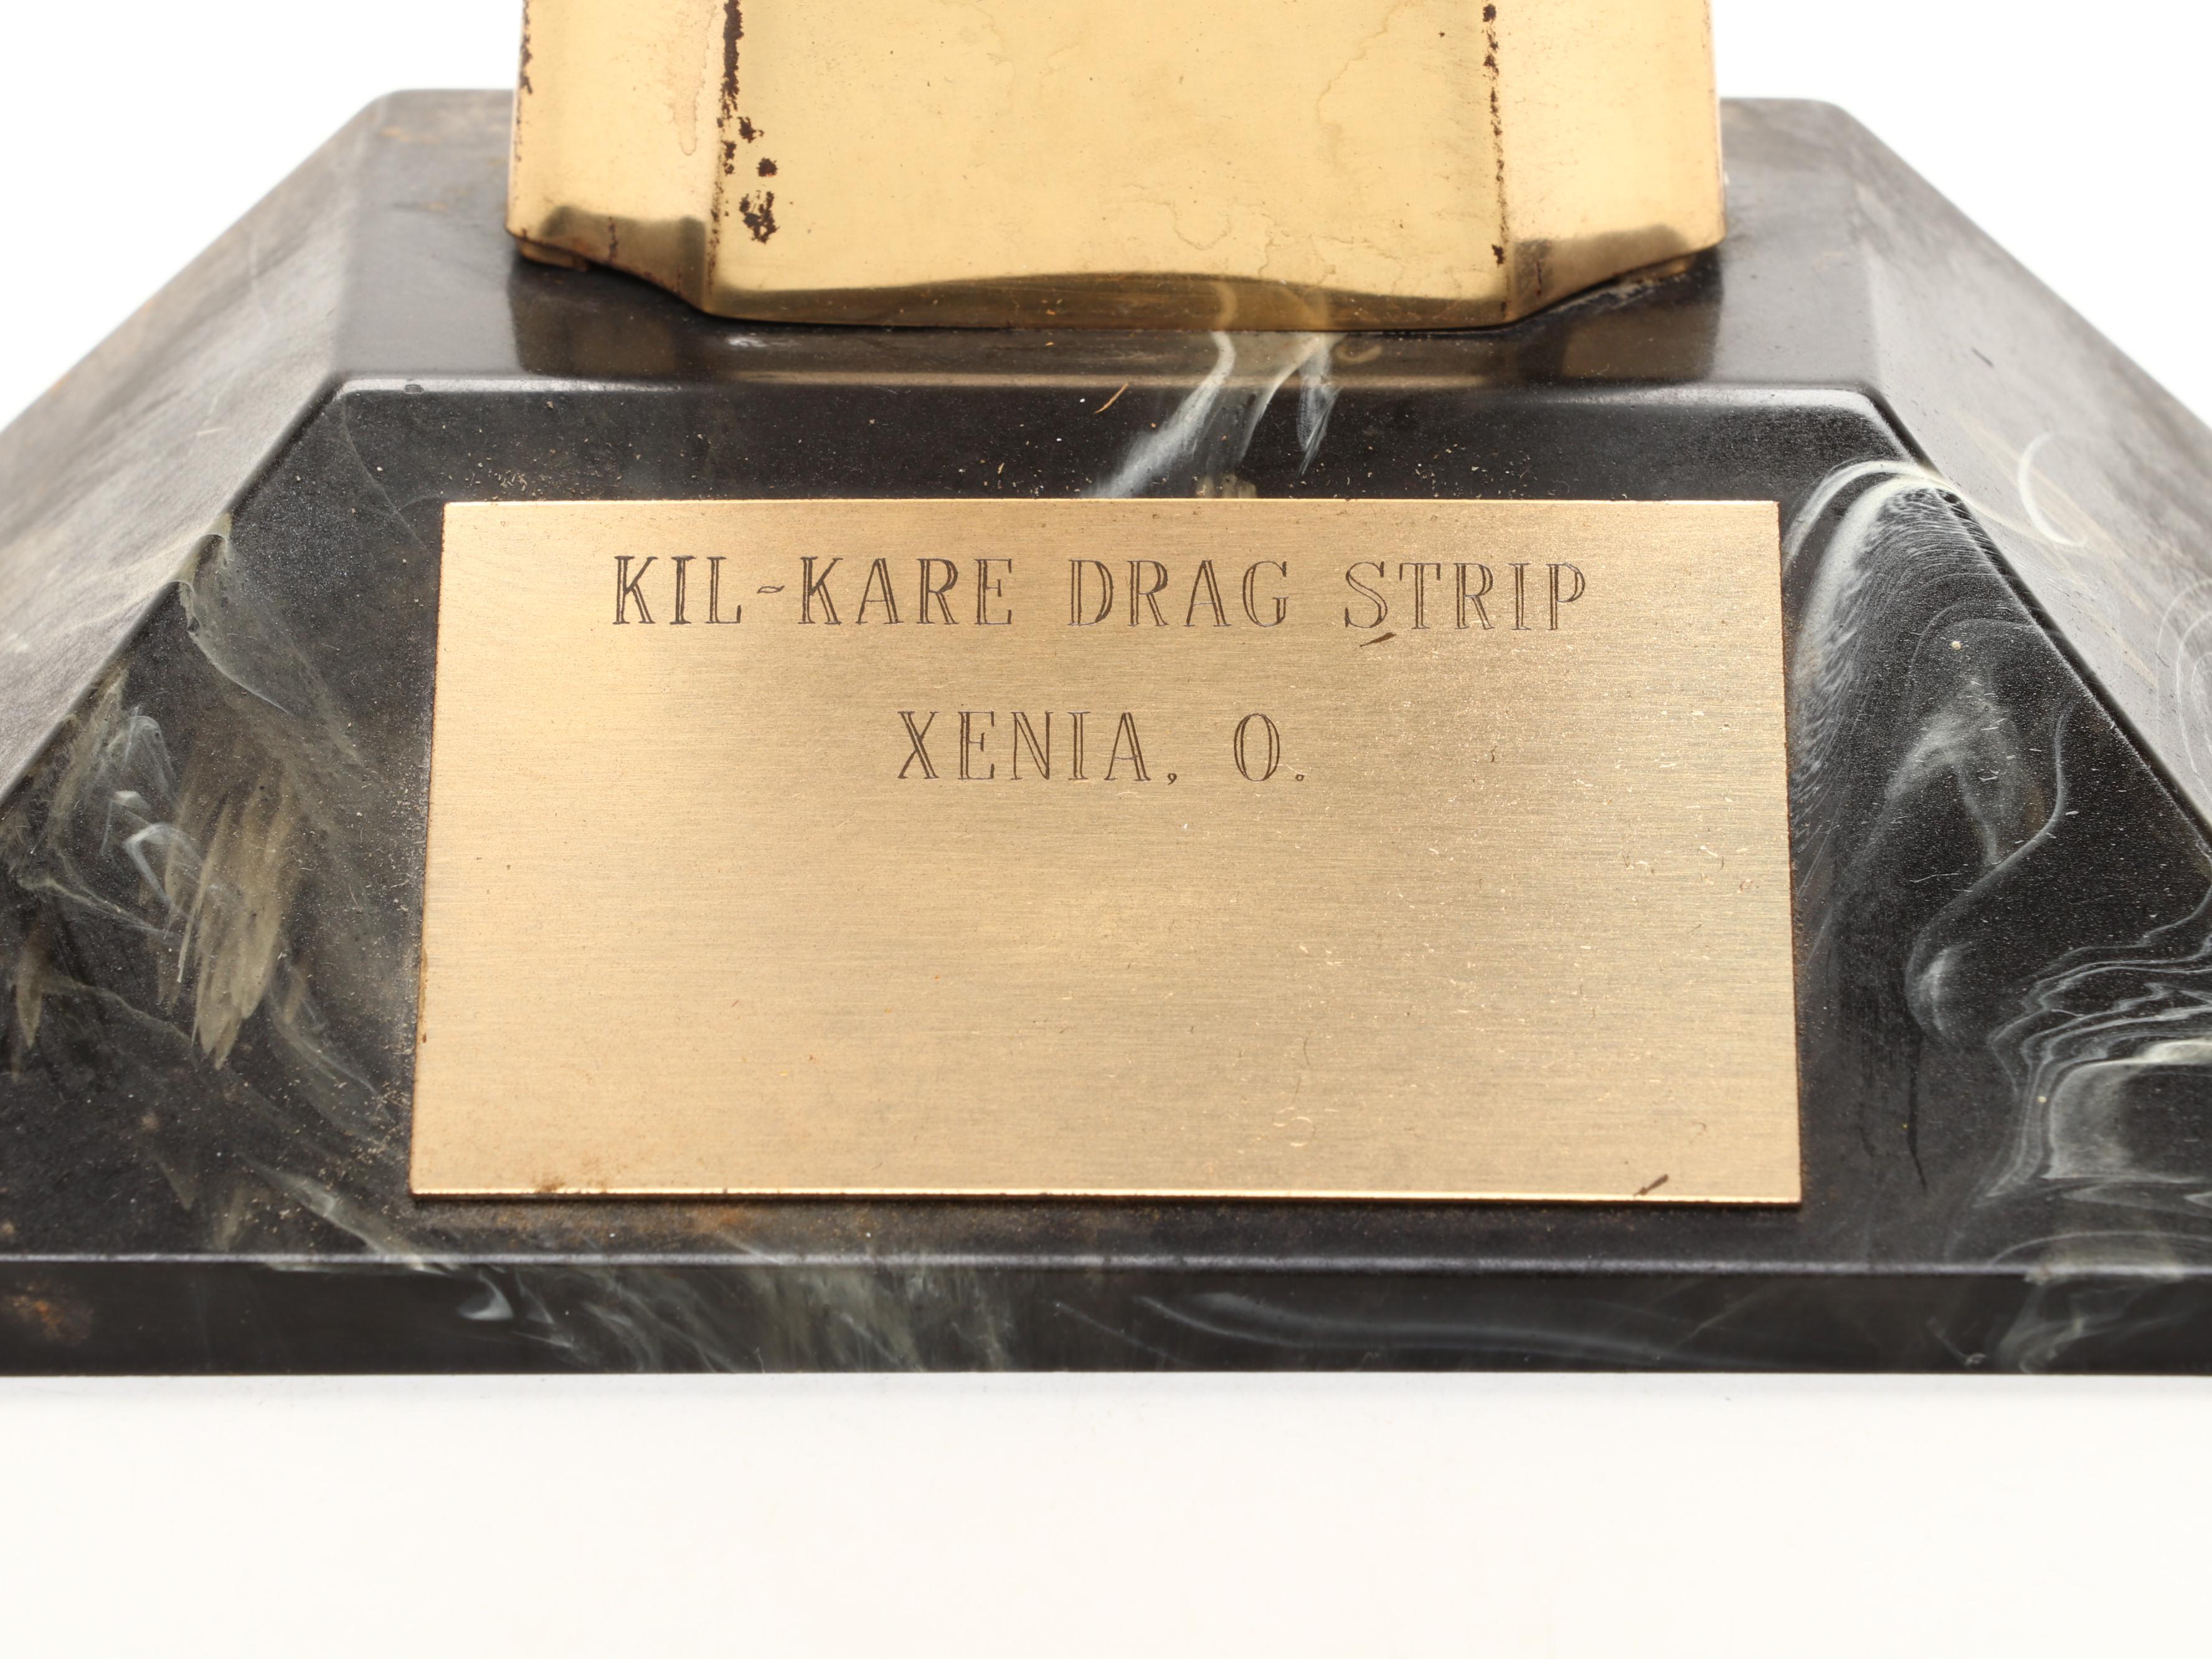 KIL-KARE DRAG STRIP
XENIA, O.